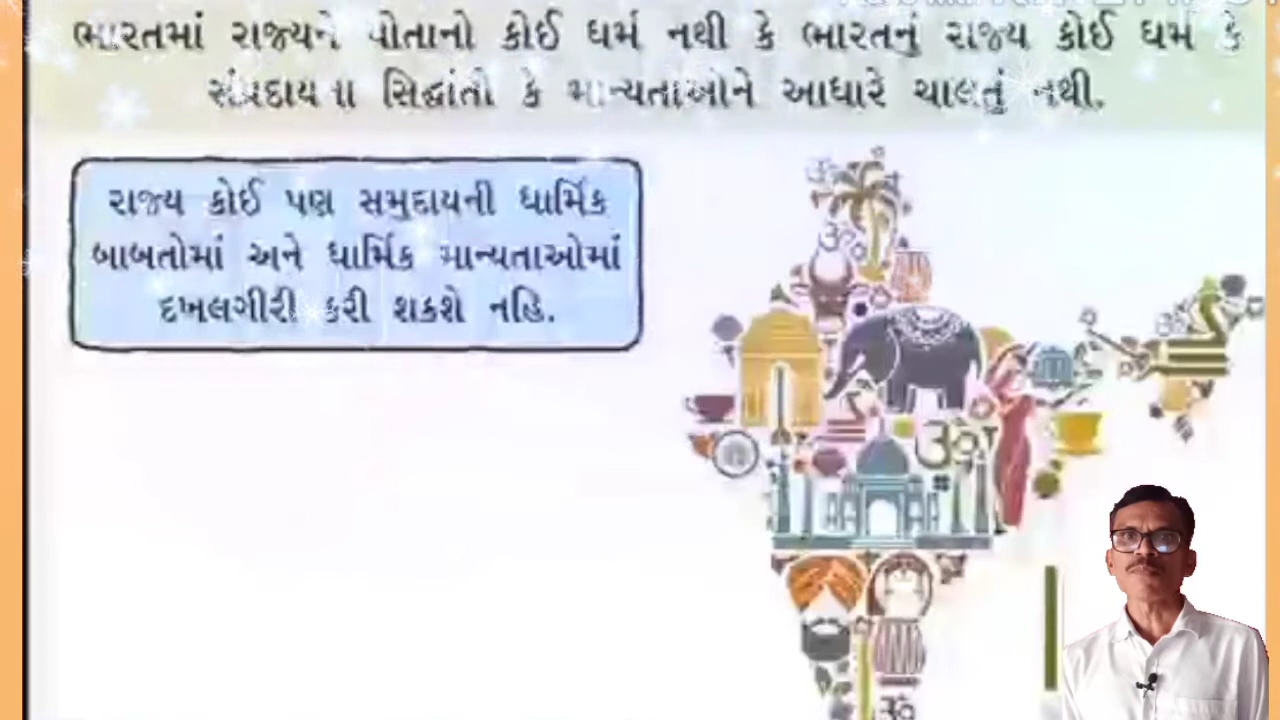 ભારતમાં રાજ્યને પોતાનો કોઈ ધર્મ નથી કે ભારતનું રાજ્ય કોઈ ધર્મ કે
સંપ્રદાયના સિદ્ધાંતો કે માન્યતાઓને આધારે ચાલતું નથી.
રાજ્ય કોઈ પણ સમુદાયની ધાર્મિક
બાબતોમાં અને ધાર્મિક માન્યતાઓમાં
દખલગીરી કરી શકશે નહિ.